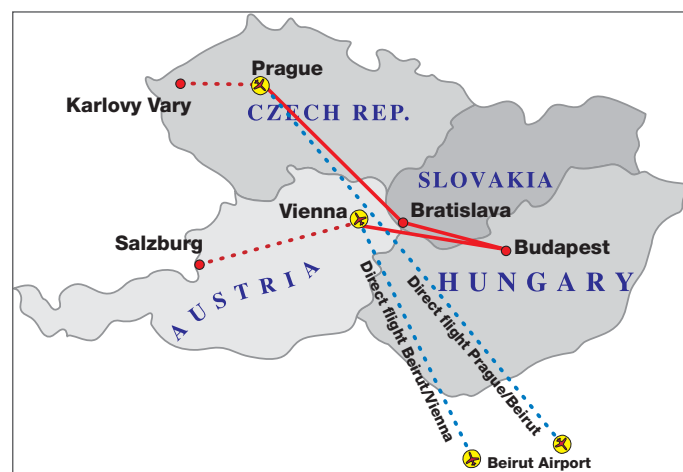 Prague
Karlovy Vary
CZECH REP.
SLOVAKIA
Vienna
Bratislava
Salzburg
Budapest
AUSTRIA
HUNGARY
Direct flight Beirut/Vienna
Direct flight Prague/Beirut
Beirut Airport